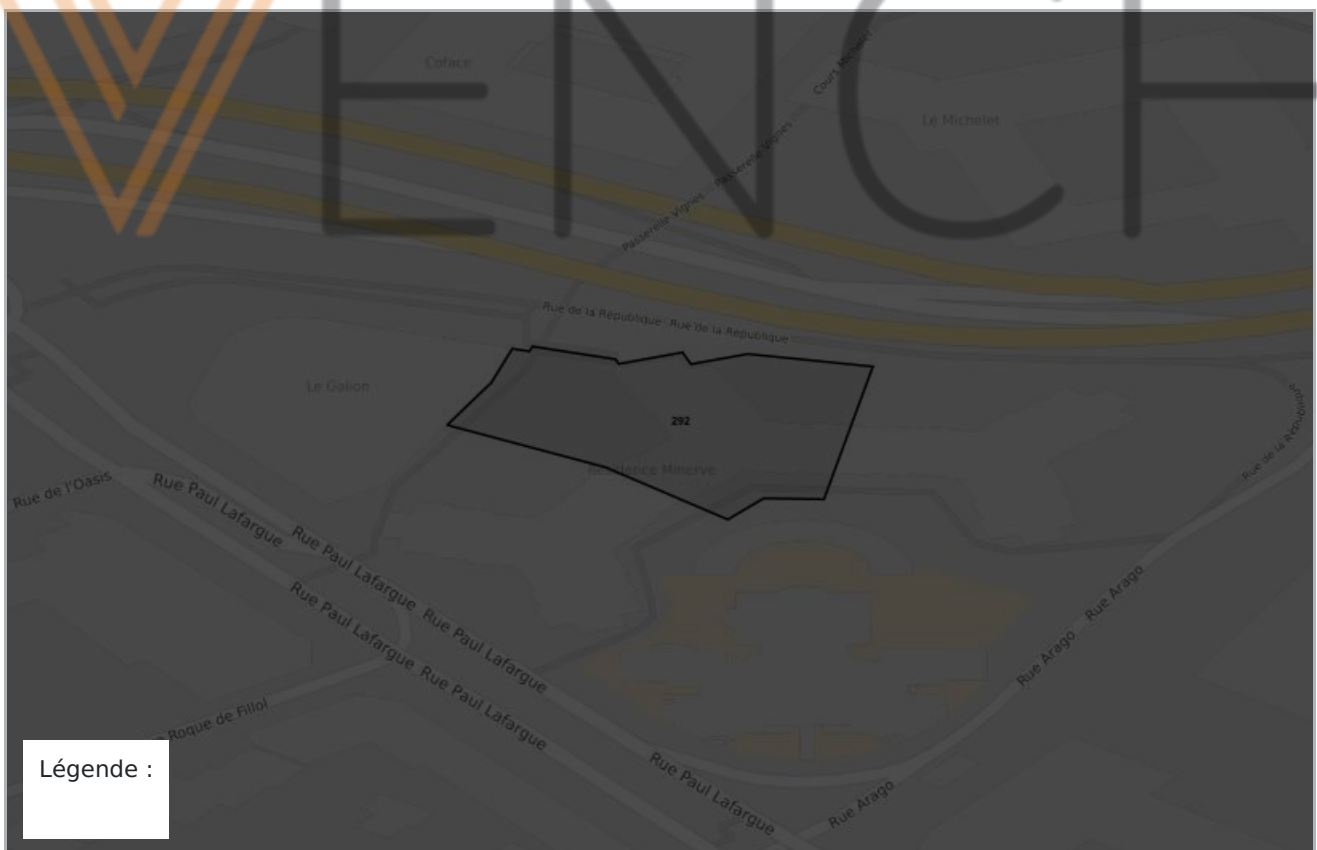 VENCH
Coface
Cours Michelet
Le Michelet
Passerelle Vignes
Passerelle Vignes
Rue de la République
Rue de la République
Le Galion
292
Résidence Minerve
Rue de la République
Rue de l'Oasis
Rue Paul Lafargue
Rue Paul Lafargue
Rue Paul Lafargue
Rue Paul Lafargue
Rue Paul Lafargue
Rue Arago
Rue Arago
Roque de Fillol
Rue Paul Lafargue
Rue Arago
Légende :